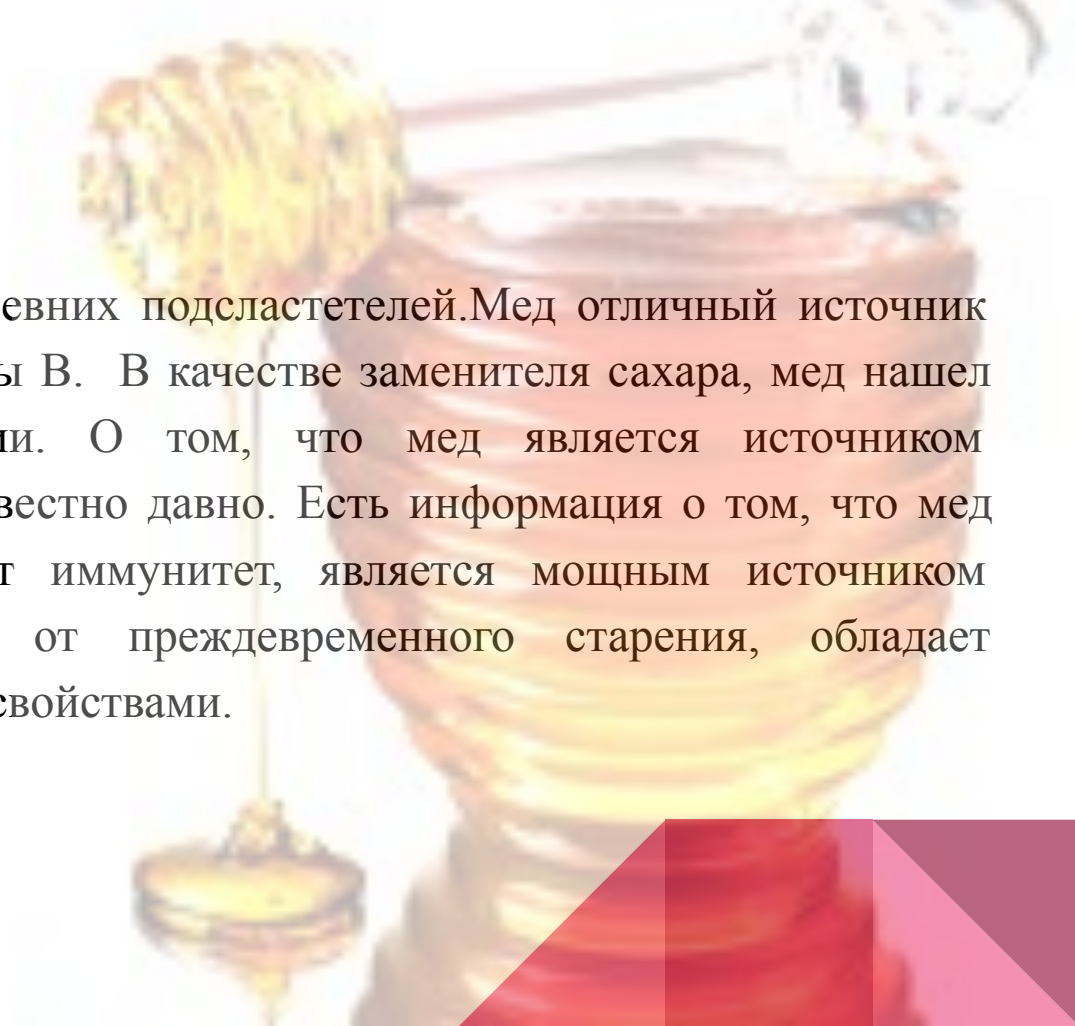 евних подсластетелей.Мед отличный источник
ы В. В качестве заменителя сахара, мед нашел
ии. О том, что мед является источником
вестно давно. Есть информация о том, что мед
т иммунитет, является мощным источником
от преждевременного старения, обладает
свойствами.